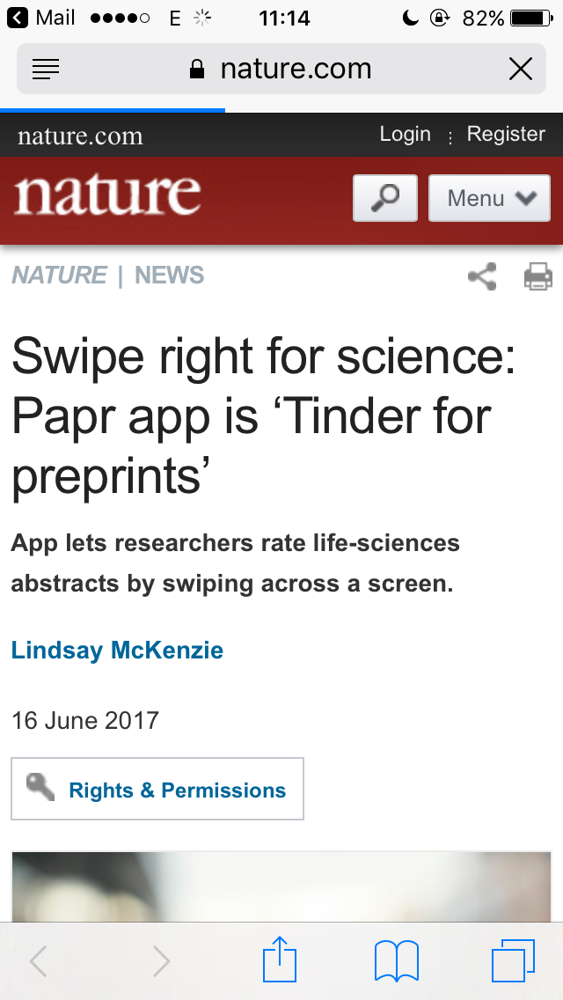 Mail E 11:14 82%
nature.com
nature.com Login Register
nature Menu
NATURE | NEWS
Swipe right for science:
Papr app is ‘Tinder for
preprints’
App lets researchers rate life-sciences
abstracts by swiping across a screen.
Lindsay McKenzie
16 June 2017
Rights & Permissions